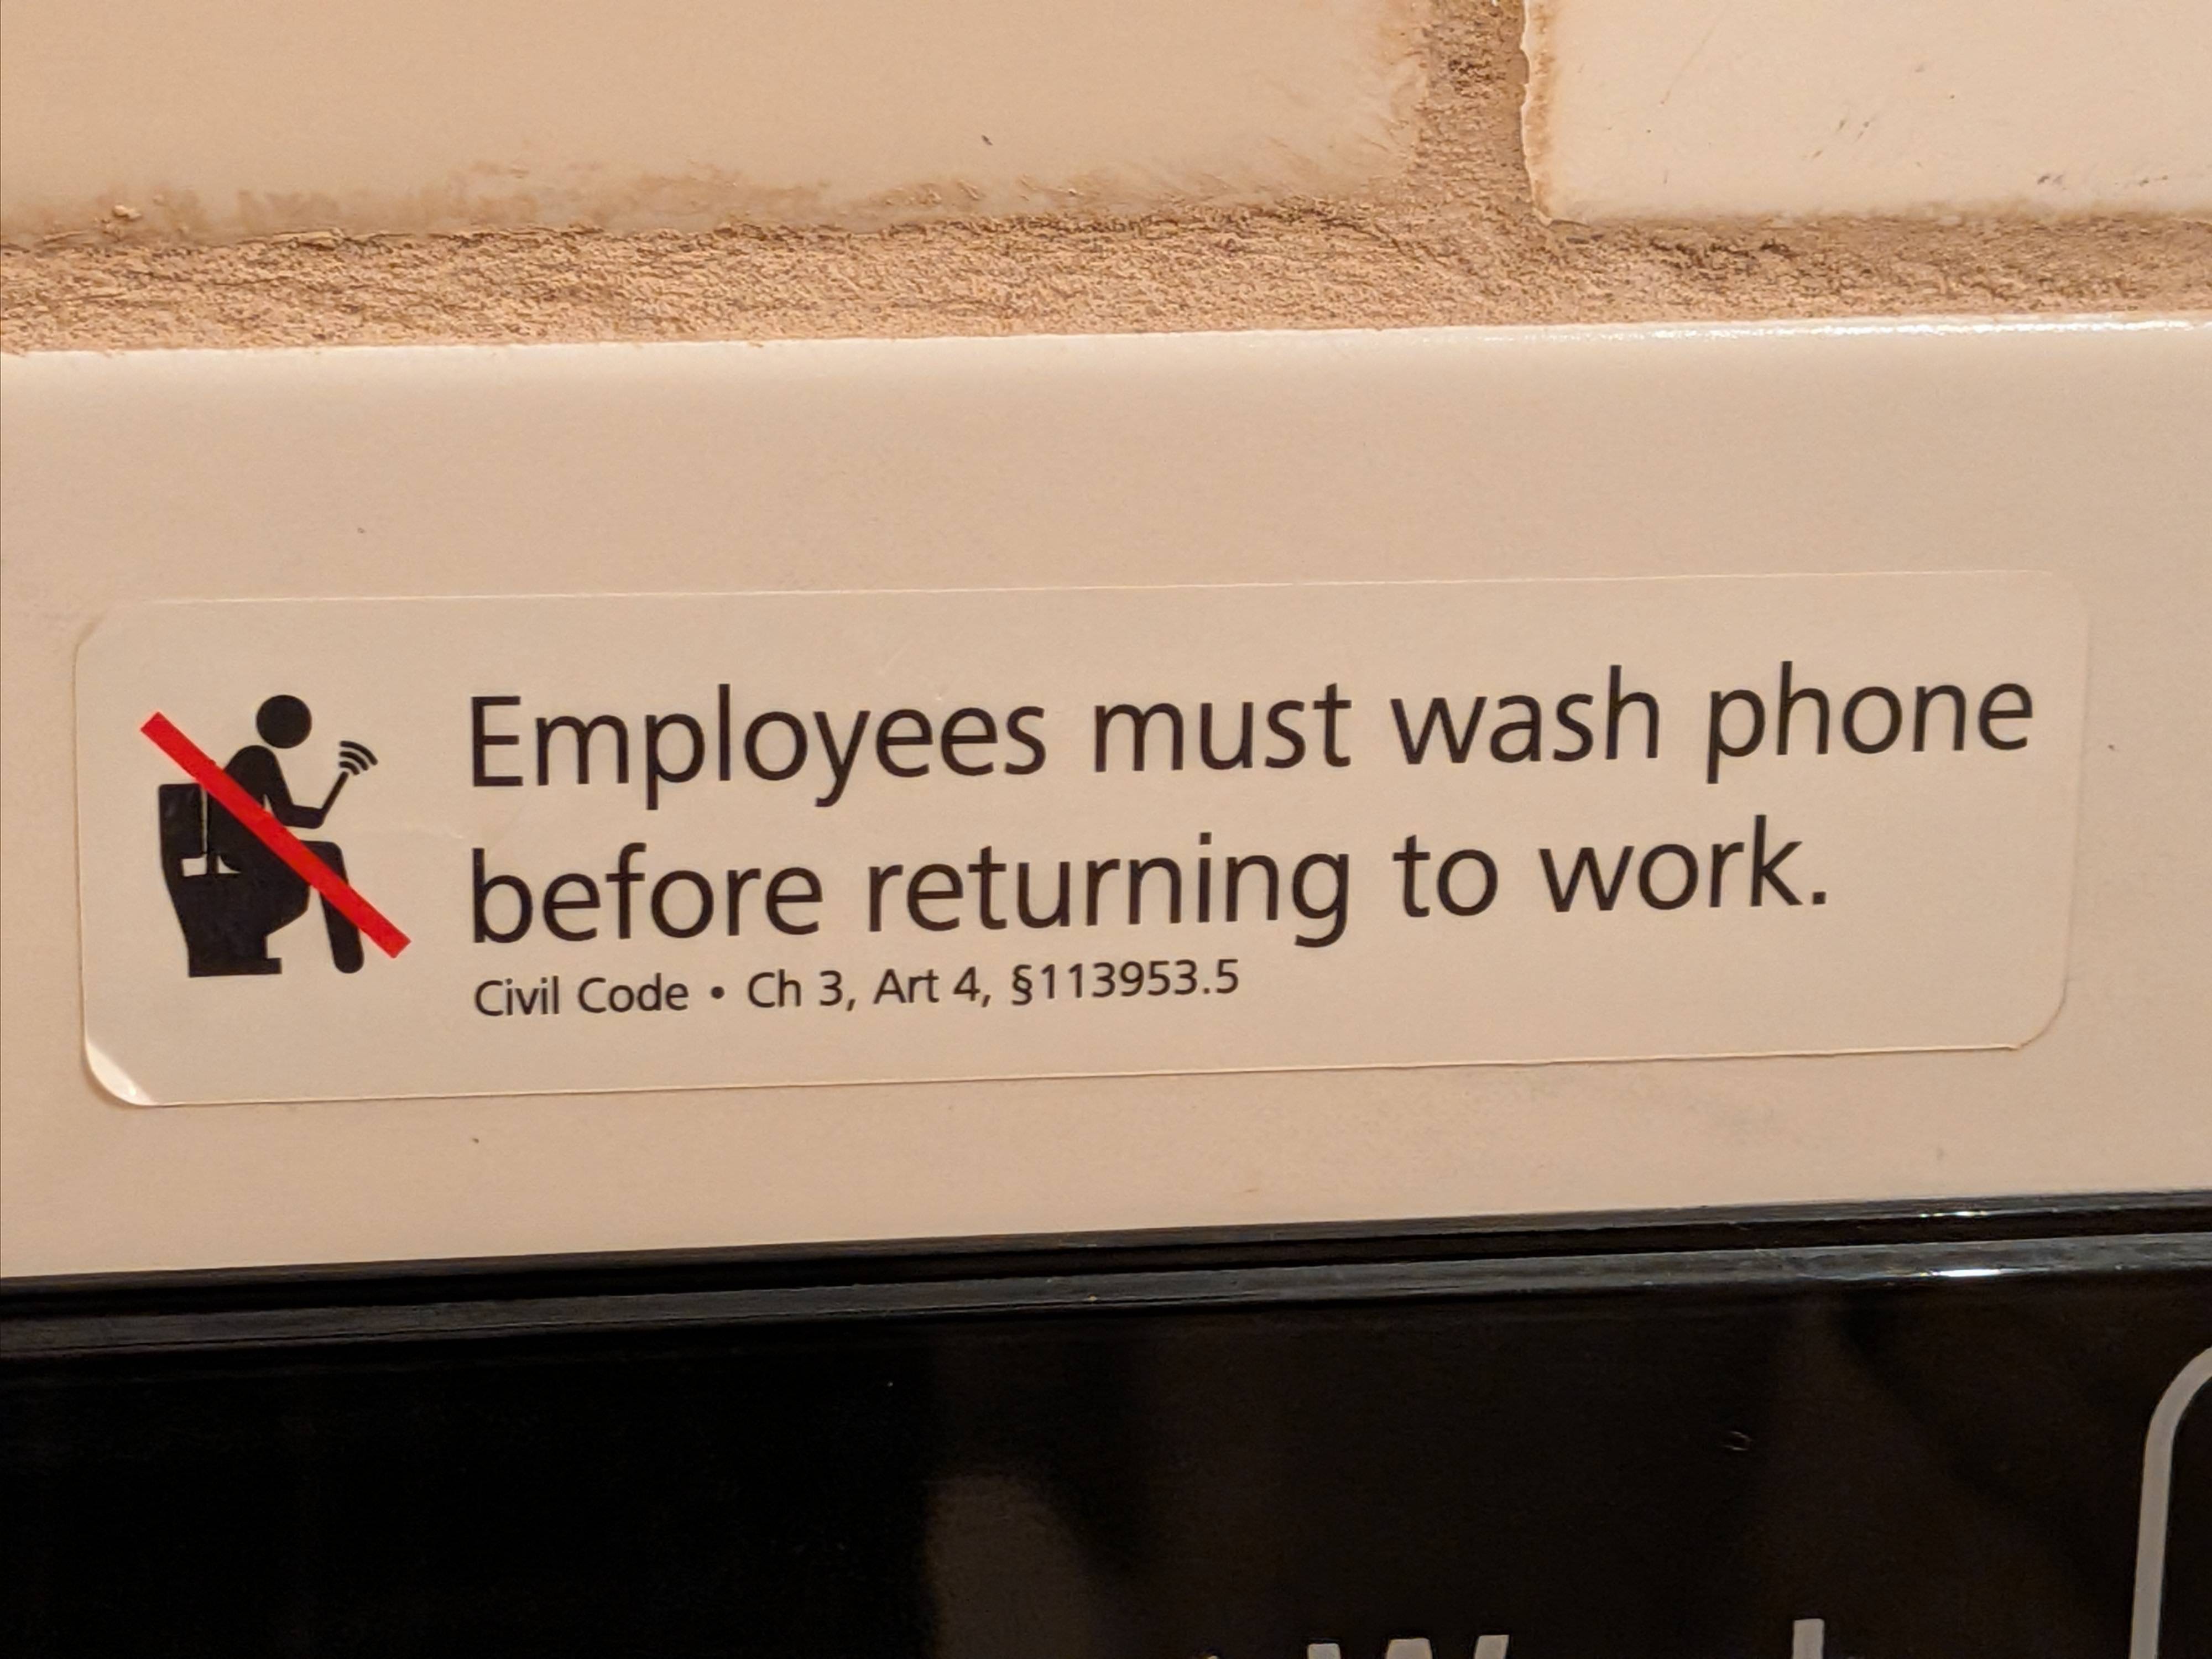 Employees must wash phone
before returning to work.
Civil Code • Ch 3, Art 4, §113953.5